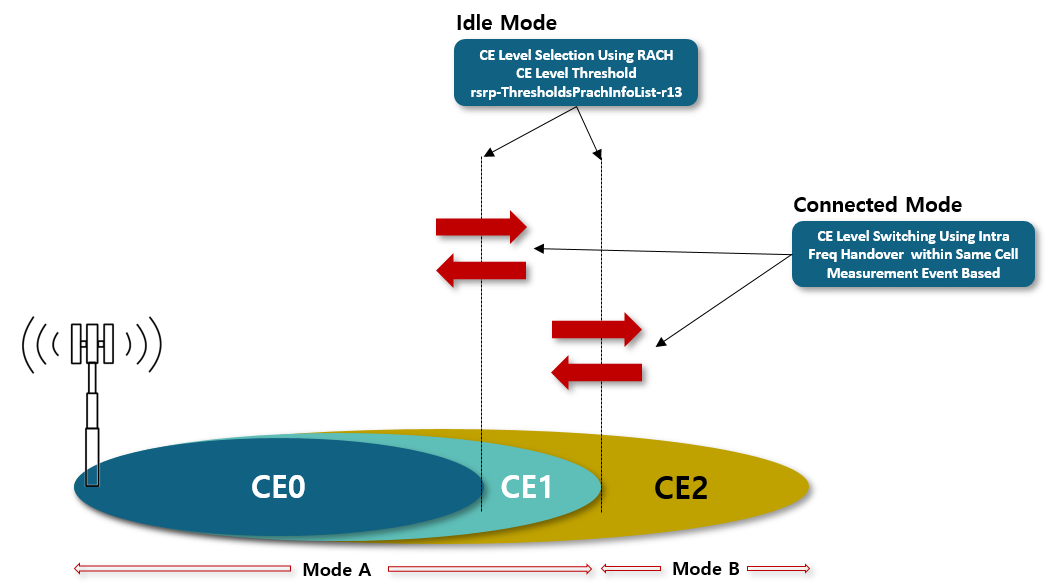 Idle Mode
CE Level Selection Using RACH
CE Level Threshold
rsrp-ThresholdsPrachInfoList-r13
Connected Mode
CE Level Switching Using Intra
Freq Handover within Same Cell
Measurement Event Based
CE0
CE1
CE2
Mode A
Mode B